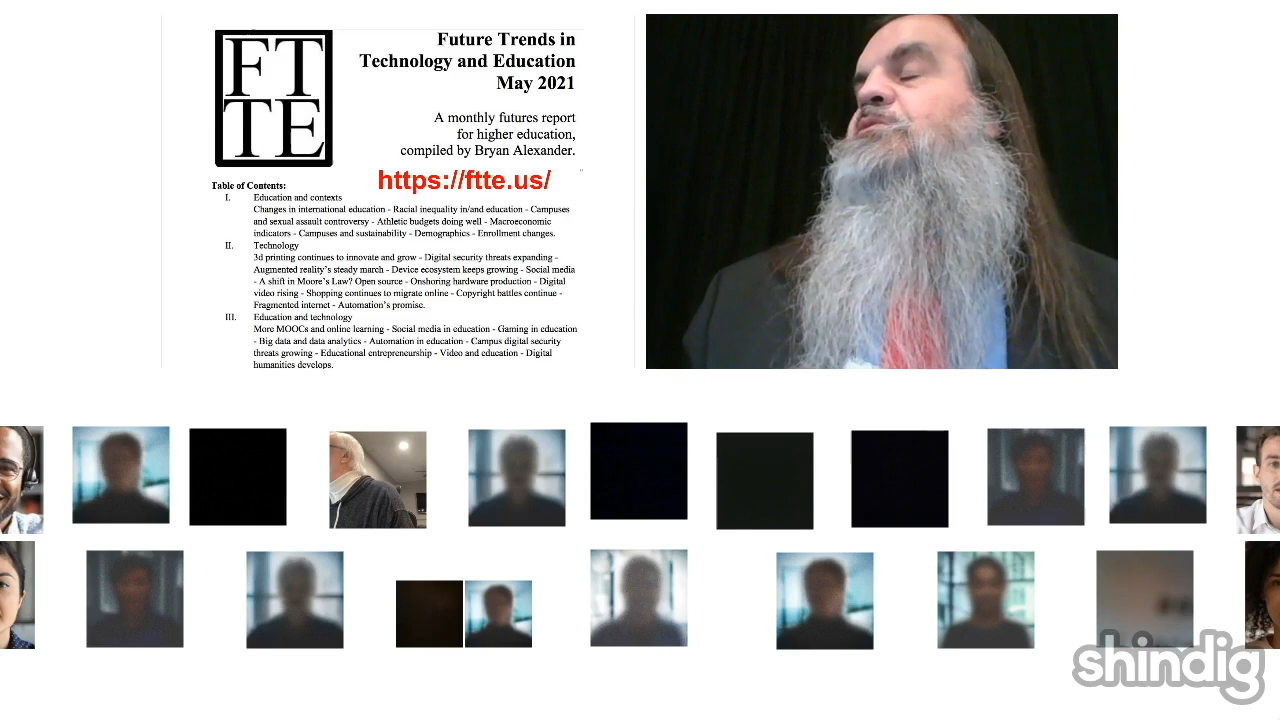 FT
TE
Future Trends in
Technology and Education
May 2021
A monthly futures report
for higher education,
compiled by Bryan Alexander.
https://ftte.us/
Table of Contents:
I. Education and contexts
Changes in international education - Racial inequality in/and education - Campuses
and sexual assault controversy - Athletic budgets doing well - Macroeconomic
indicators - Campuses and sustainability - Demographics - Enrollment changes.
II. Technology
3d printing continues to innovate and grow - Digital security threats expanding -
Augmented reality's steady march - Device ecosystem keeps growing - Social media
- A shift in Moore's Law? Open source - Onshoring hardware production - Digital
video rising - Shopping continues to migrate online - Copyright battles continue -
Fragmented internet - Automation's promise.
III. Education and technology
More MOOCs and online learning - Social media in education - Gaming in education
- Big data and data analytics - Automation in education - Campus digital security
threats growing - Educational entrepreneurship - Video and education - Digital
humanities develops.
shindig